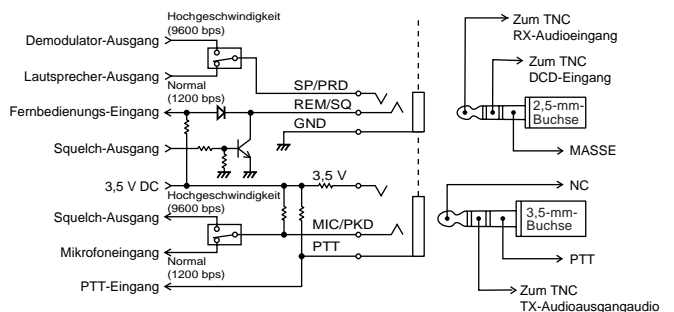 Hochgeschwindigkeit
(9600 bps)
Demodulator-Ausgang
Lautsprecher-Ausgang
Normal
(1200 bps)
SP/PRD
Fernbedienungs-Eingang
REM/SQ
GND
Squelch-Ausgang
3,5 V DC
3,5 V
Hochgeschwindigkeit
(9600 bps)
Squelch-Ausgang
MIC/PKD
Mikrofoneingang
Normal
(1200 bps)
PTT
PTT-Eingang
Zum TNC
RX-Audioeingang
Zum TNC
DCD-Eingang
2,5-mm-
Buchse
MASSE
NC
3,5-mm-
Buchse
PTT
Zum TNC
TX-Audioausgangaudio